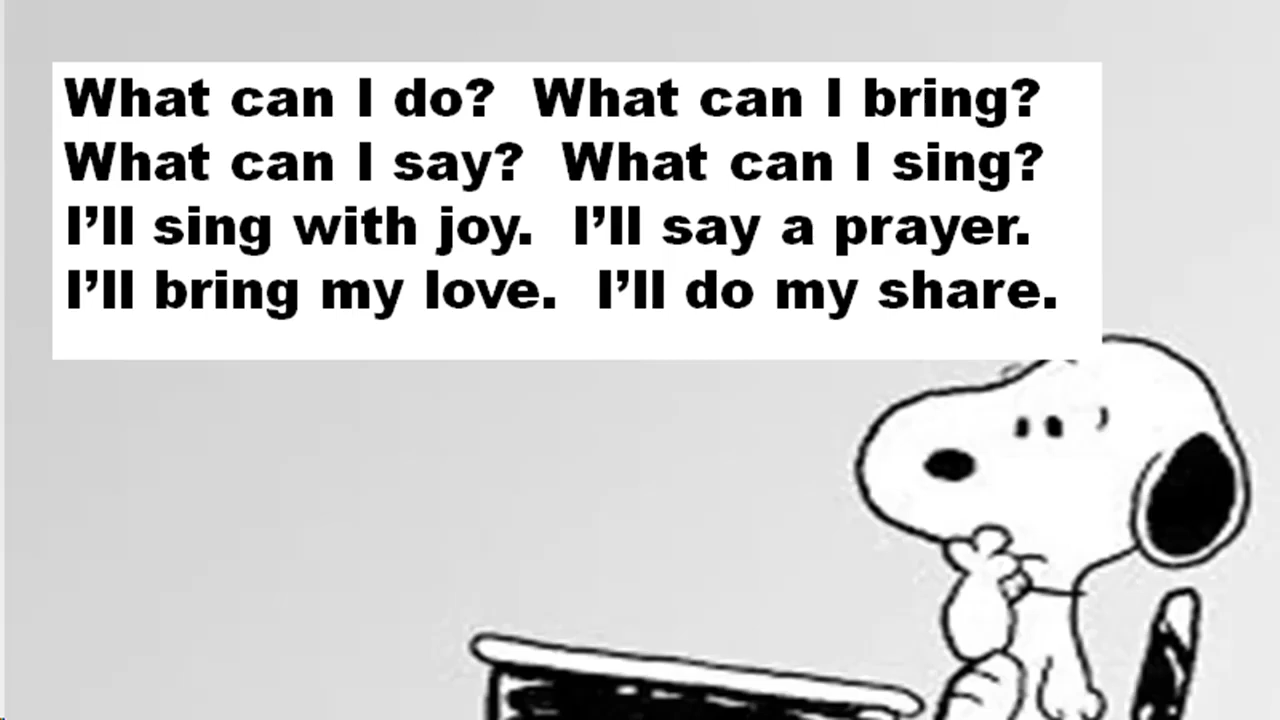 What can I do?  What can I bring?
What can I say?  What can I sing?
I’ll sing with joy.  I’ll say a prayer.
I’ll bring my love.  I’ll do my share.